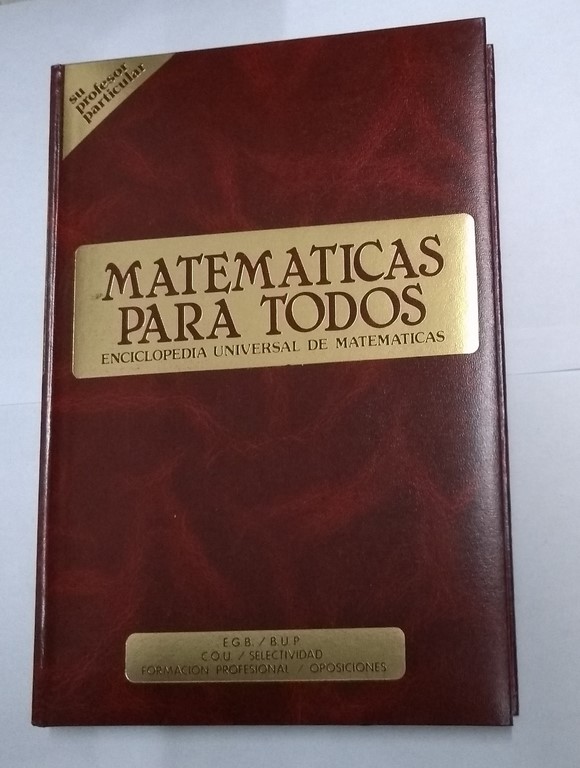 su
profesor
particular
MATEMATICAS
PARA TODOS
ENCICLOPEDIA UNIVERSAL DE MATEMATICAS
E.G.B. / B.U.P.
C.O.U. / SELECTIVIDAD
FORMACION PROFESIONAL / OPOSICIONES